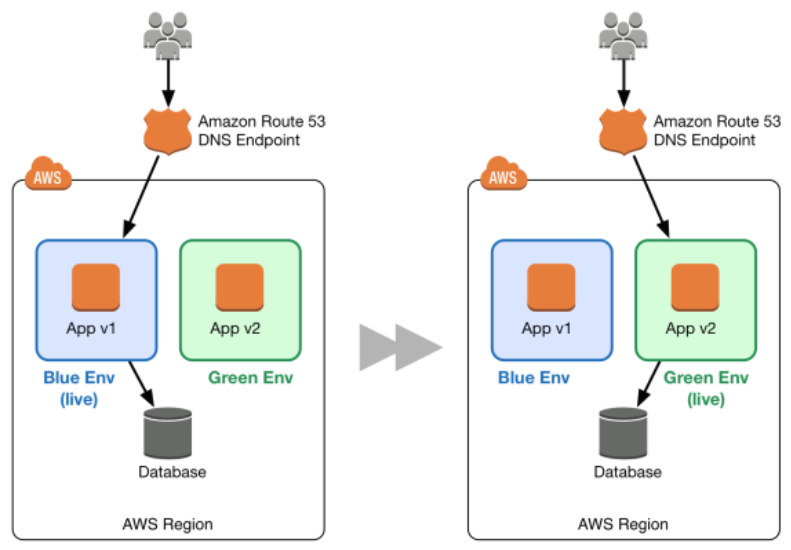 Amazon Route 53
DNS Endpoint
AWS
App v1
App v2
Blue Env
(live)
Green Env
Database
AWS Region
Amazon Route 53
DNS Endpoint
AWS
App v1
App v2
Blue Env
Green Env
(live)
Database
AWS Region